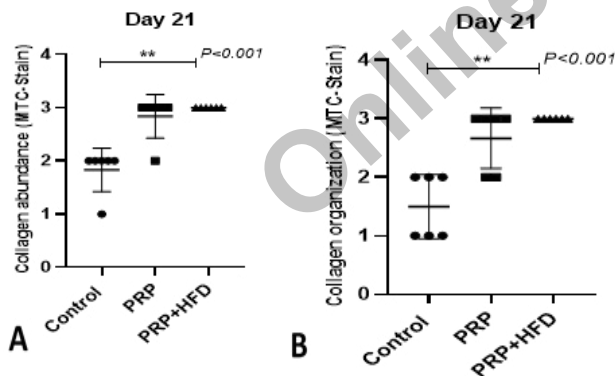 Day 21
** P<0.001
Collagen abundance (MTC-Stain)
4
3
2
1
0
Control
PRP
PRP+HFD
A
Day 21
** P<0.001
Collagen organization (MTC-Stain)
4
3
2
1
0
Control
PRP
PRP+HFD
B
Online